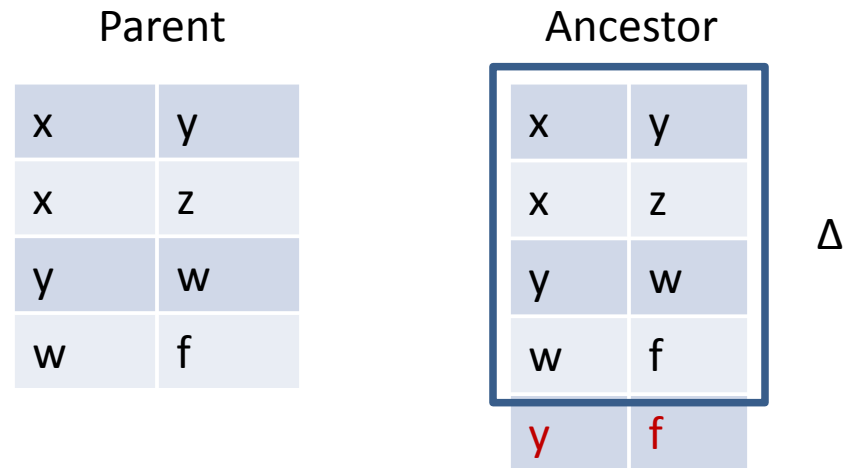 Parent
x y
x z
y w
w f
Ancestor
x y
x z
y w
w f
y f
Δ